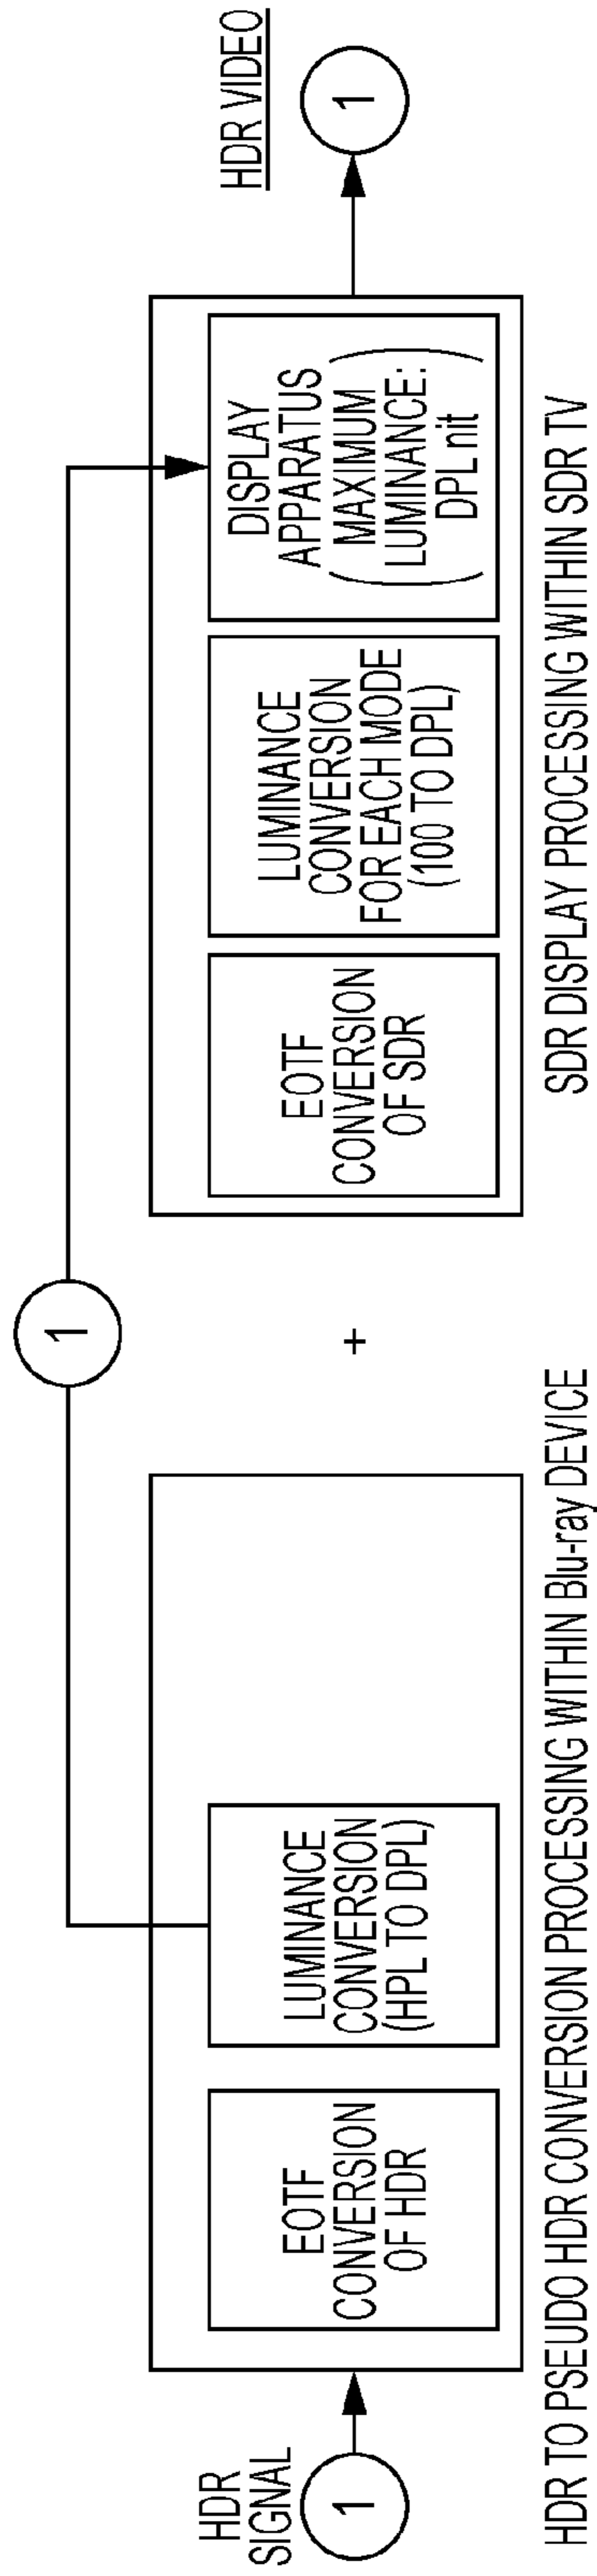 HDR
SIGNAL
1
EOTF
CONVERSION
OF HDR
LUMINANCE
CONVERSION
(HPL TO DPL)
HDR TO PSEUDO HDR CONVERSION PROCESSING WITHIN Blu-ray DEVICE
1
+
EOTF
CONVERSION
OF SDR
LUMINANCE
CONVERSION
FOR EACH MODE
(100 TO DPL)
DISPLAY
APPARATUS
(MAXIMUM
LUMINANCE:
DPL nit)
SDR DISPLAY PROCESSING WITHIN SDR TV
HDR VIDEO
1